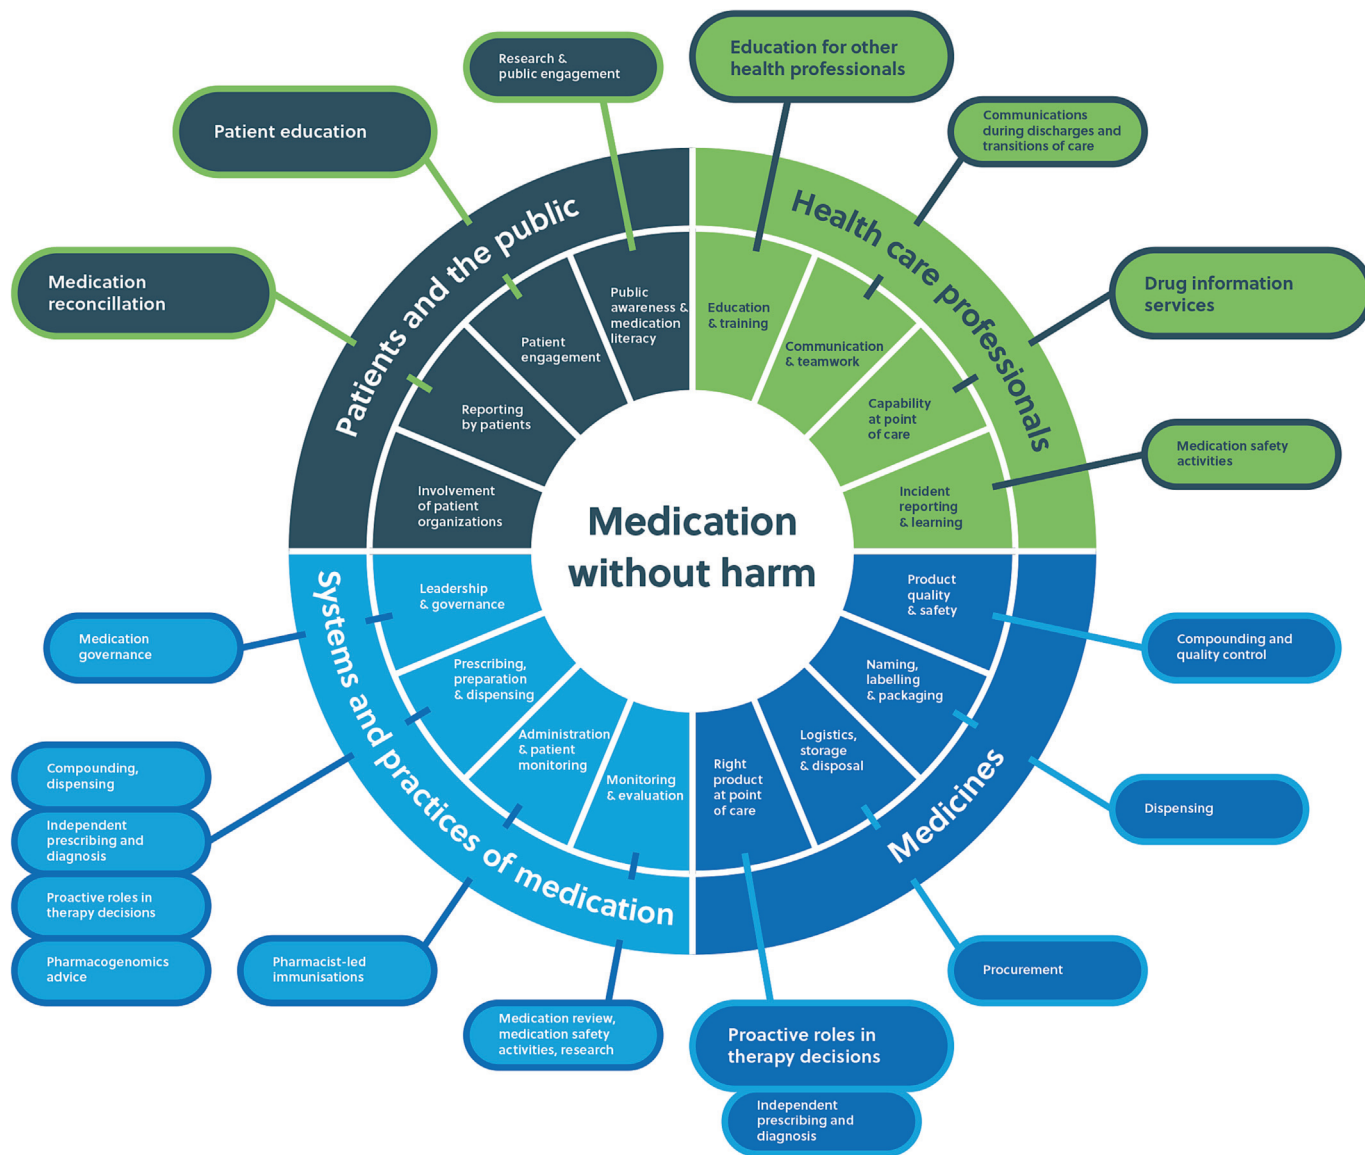 Research &
public engagement
Education for other
health professionals
Patient education
Communications
during discharges and
transitions of care
Medication
reconcillation
Drug information
services
Medication safety
activities
Patients and the public
Health care professionals
Public
awareness &
medication
literacy
Patient
engagement
Reporting
by patients
Involvement
of patient
organizations
Education
& training
Communication
& teamwork
Capability
at point
of care
Incident
reporting
& learning
Medication
without harm
Leadership
& governance
Prescribing,
preparation
& dispensing
Administration
& patient
monitoring
Monitoring
& evaluation
Product
quality
& safety
Naming,
labelling
& packaging
Logistics,
storage
& disposal
Right
product
at point
of care
Systems and practices of medication
Medicines
Medication
governance
Compounding,
dispensing
Independent
prescribing and
diagnosis
Proactive roles in
therapy decisions
Pharmacogenomics
advice
Pharmacist-led
immunisations
Medication review,
medication safety
activities, research
Compounding and
quality control
Dispensing
Procurement
Proactive roles in
therapy decisions
Independent
prescribing and
diagnosis